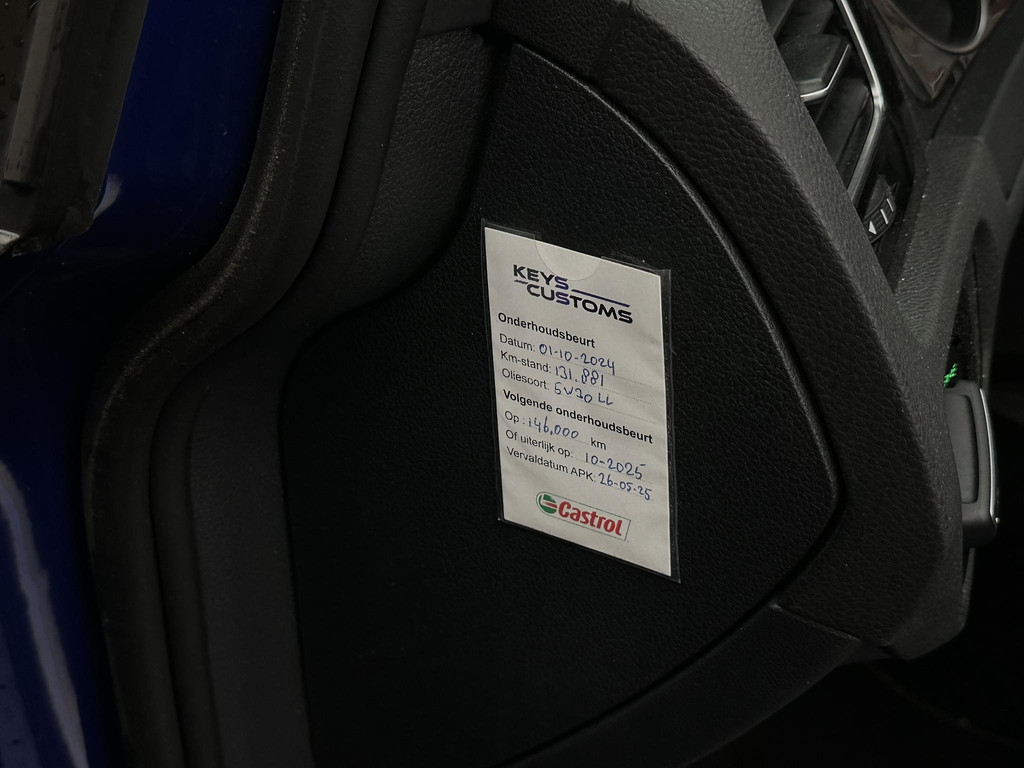 KEYS
CUSTOMS
Onderhoudsbeurt
Datum: 01-10-2024
Km-stand: 131.881
Oliesoort: 5W30 LL
Volgende onderhoudsbeurt
Op: 146,000 km
Of uiterlijk op: 10-2025
Vervaldatum APK: 26-05-25
Castrol